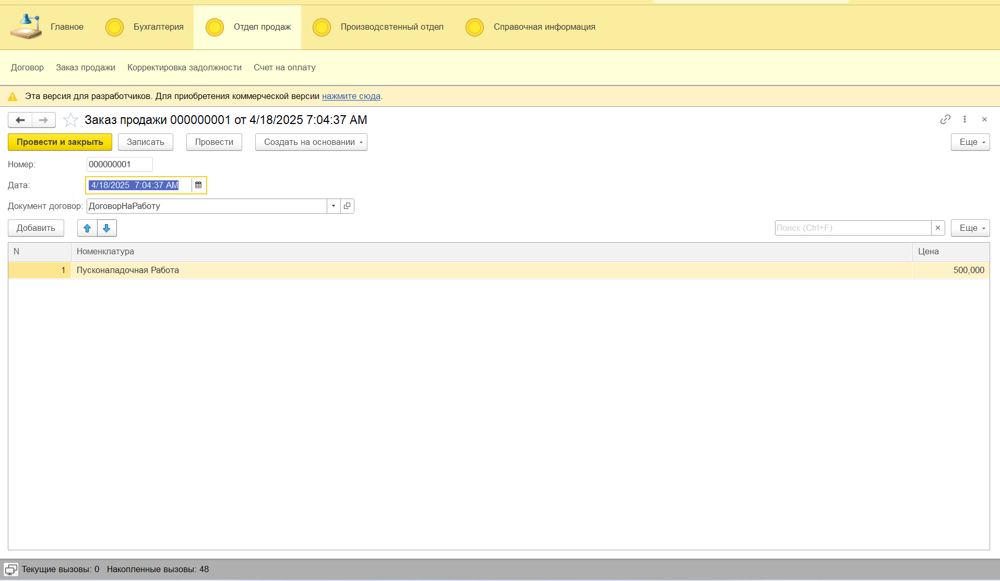 Главное Бухгалтерия Отдел продаж Производсвтенный отдел Справочная информация
Договор Заказ продажи Корректировка задолжности Счет на оплату
Эта версия для разработчиков. Для приобретения коммерческой версии нажмите сюда.
Заказ продажи 000000001 от 4/18/2025 7:04:37 AM
Провести и закрыть Записать Провести Создать на основании Еще
Номер: 000000001
Дата: 4/18/2025 7:04:37 AM
Документ договор: ДоговорНаРаботу
Добавить Поиск (Ctrl+F) Еще
N Номенклатура Цена
1 Пусконаладочная Работа 500,000
Текущие вызовы: 0 Накопленные вызовы: 48